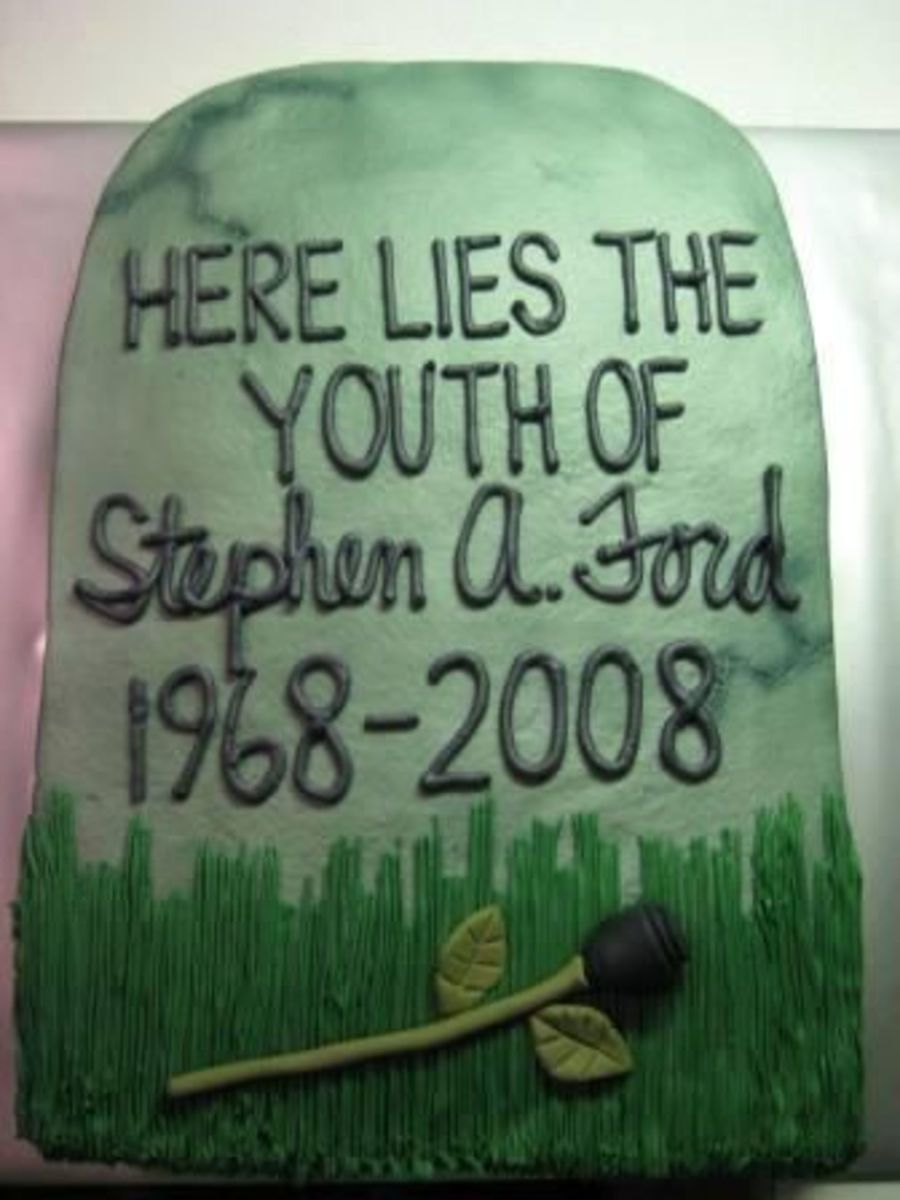 HERE LIES THE
YOUTH OF
Stephen A. Ford
1968-2008